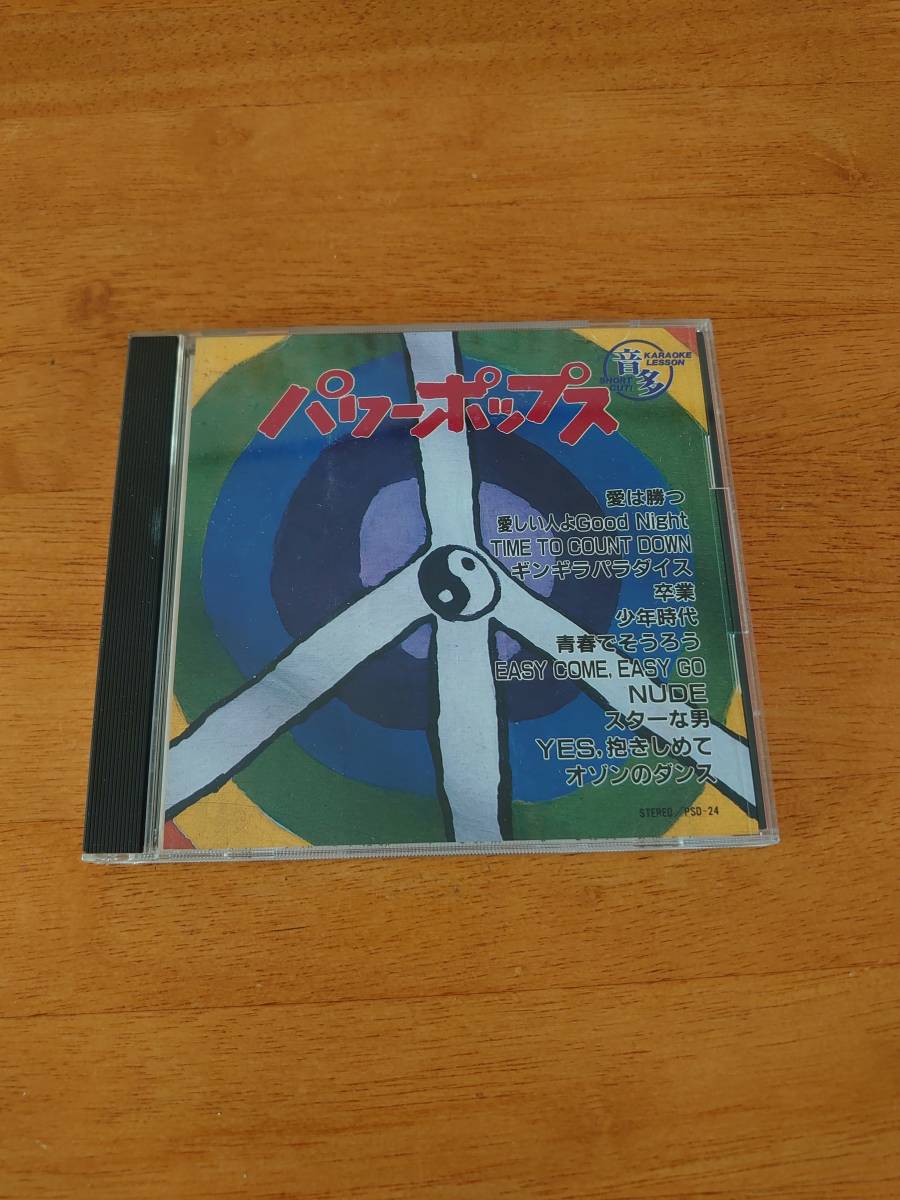 パワーポップス
KARAOKE
LESSON
音多
SHORT
CUT!
愛は勝つ
愛しい人よGood Night
TIME TO COUNT DOWN
ギンギラパラダイス
卒業
少年時代
青春でそうろう
EASY COME, EASY GO
NUDE
スターな男
YES,抱きしめて
オゾンのダンス
STEREO/PSD-24